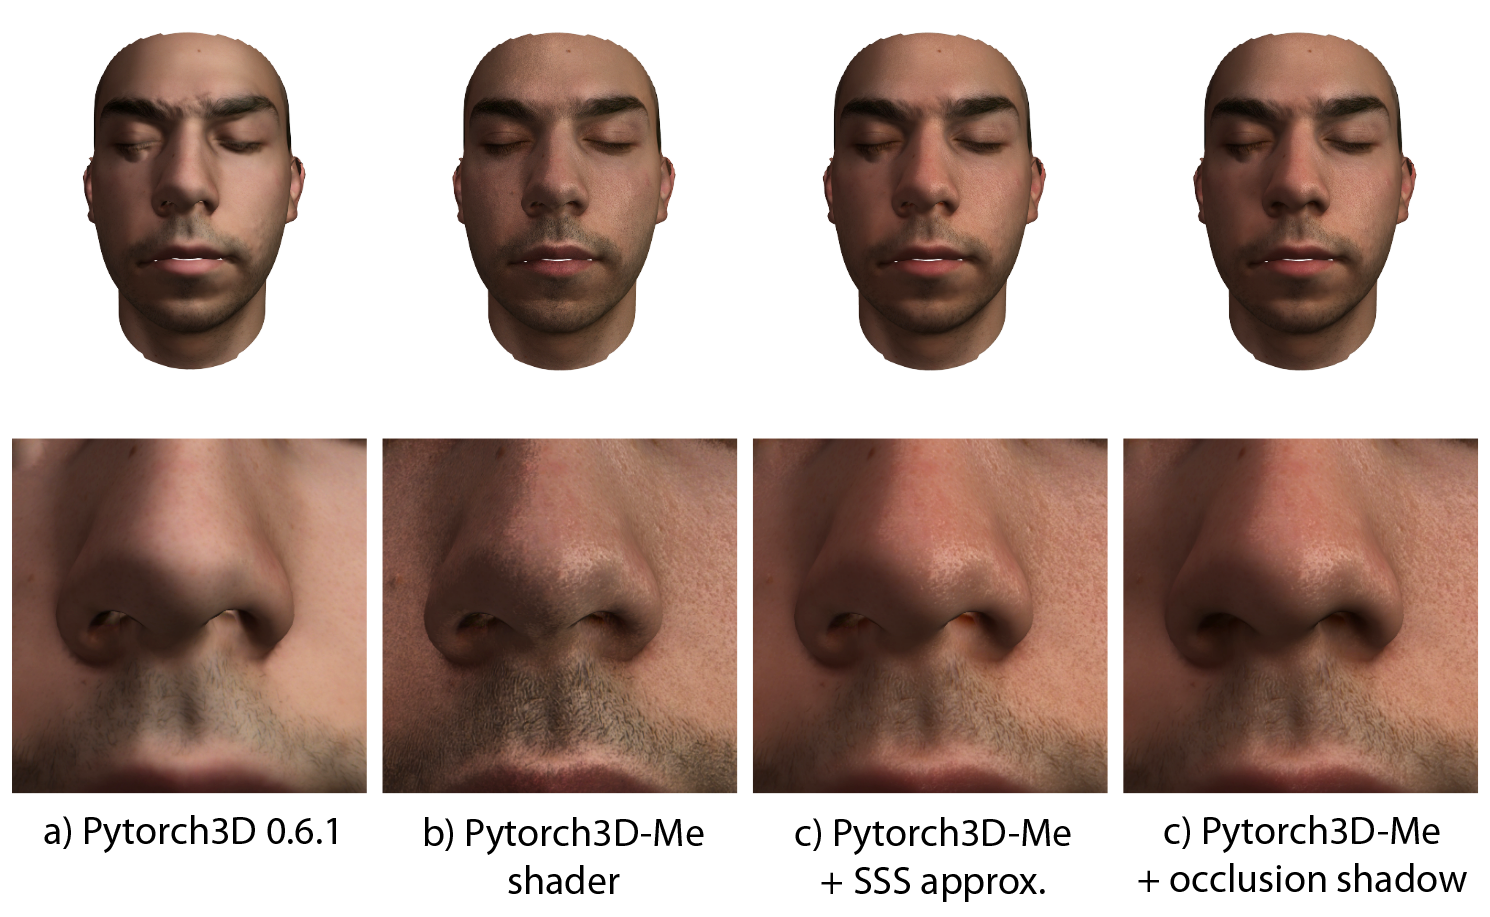 a) Pytorch3D 0.6.1
b) Pytorch3D-Me
shader
c) Pytorch3D-Me
+ SSS approx.
c) Pytorch3D-Me
+ occlusion shadow